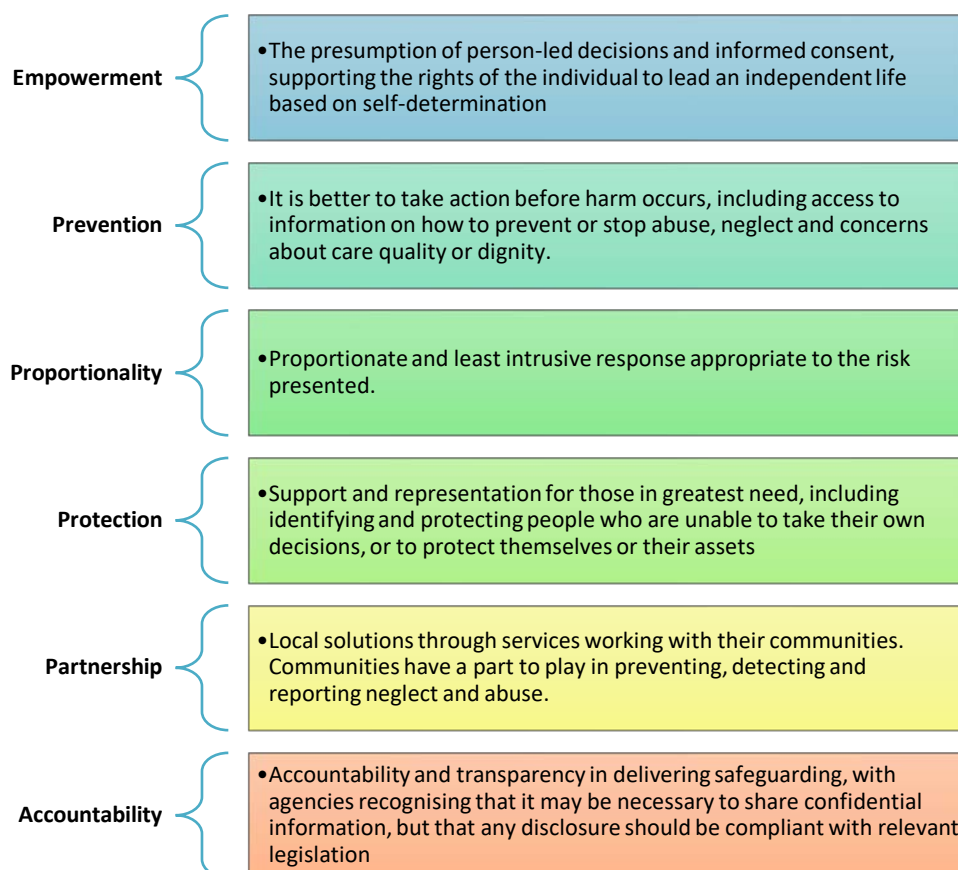 Empowerment
•The presumption of person-led decisions and informed consent,
supporting the rights of the individual to lead an independent life
based on self-determination
Prevention
•It is better to take action before harm occurs, including access to
information on how to prevent or stop abuse, neglect and concerns
about care quality or dignity.
Proportionality
•Proportionate and least intrusive response appropriate to the risk
presented.
Protection
•Support and representation for those in greatest need, including
identifying and protecting people who are unable to take their own
decisions, or to protect themselves or their assets
Partnership
•Local solutions through services working with their communities.
Communities have a part to play in preventing, detecting and
reporting neglect and abuse.
Accountability
•Accountability and transparency in delivering safeguarding, with
agencies recognising that it may be necessary to share confidential
information, but that any disclosure should be compliant with relevant
legislation